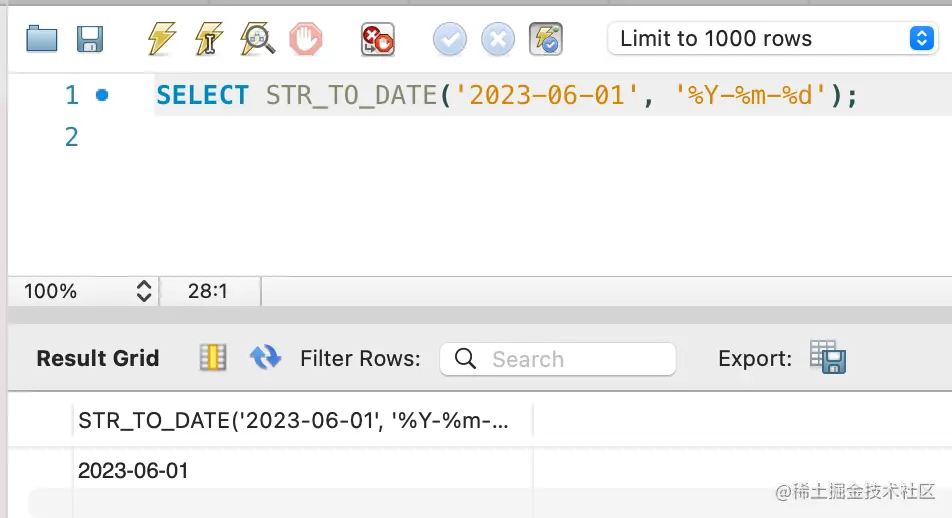 Limit to 1000 rows
1 SELECT STR_TO_DATE('2023-06-01', '%Y-%m-%d');
2
100% 28:1
Result Grid Filter Rows: Search Export:
STR_TO_DATE('2023-06-01', '%Y-%m-...
2023-06-01
@稀土掘金技术社区